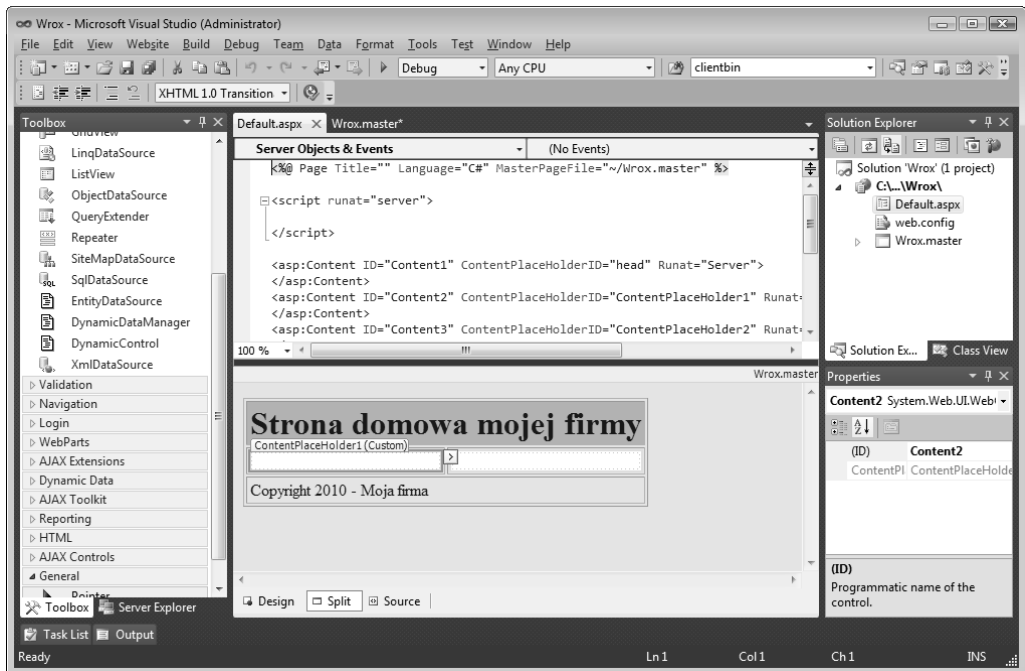 Wrox - Microsoft Visual Studio (Administrator)
File Edit View Website Build Debug Team Data Format Tools Test Window Help
Debug Any CPU clientbin
XHTML 1.0 Transition
Toolbox
GridView
LinqDataSource
ListView
ObjectDataSource
QueryExtender
Repeater
SiteMapDataSource
SqlDataSource
EntityDataSource
DynamicDataManager
DynamicControl
XmlDataSource
Validation
Navigation
Login
WebParts
AJAX Extensions
Dynamic Data
AJAX Toolkit
Reporting
HTML
AJAX Controls
General
Pointer
Toolbox Server Explorer
Default.aspx Wrox.master*
Server Objects & Events (No Events)
<%@ Page Title="" Language="C#" MasterPageFile="~/Wrox.master" %>
<script runat="server">
</script>
<asp:Content ID="Content1" ContentPlaceHolderID="head" Runat="Server">
</asp:Content>
<asp:Content ID="Content2" ContentPlaceHolderID="ContentPlaceHolder1" Runat=
</asp:Content>
<asp:Content ID="Content3" ContentPlaceHolderID="ContentPlaceHolder2" Runat=
100 %
Wrox.master
Strona domowa mojej firmy
ContentPlaceHolder1 (Custom)
Copyright 2010 - Moja firma
Design Split Source
Solution Explorer
Solution 'Wrox' (1 project)
C:\...\Wrox\
Default.aspx
web.config
Wrox.master
Solution Ex... Class View
Properties
Content2 System.Web.UI.Web
(ID) Content2
ContentPl ContentPlaceHolde
(ID)
Programmatic name of the
control.
Task List Output
Ready Ln 1 Col 1 Ch 1 INS